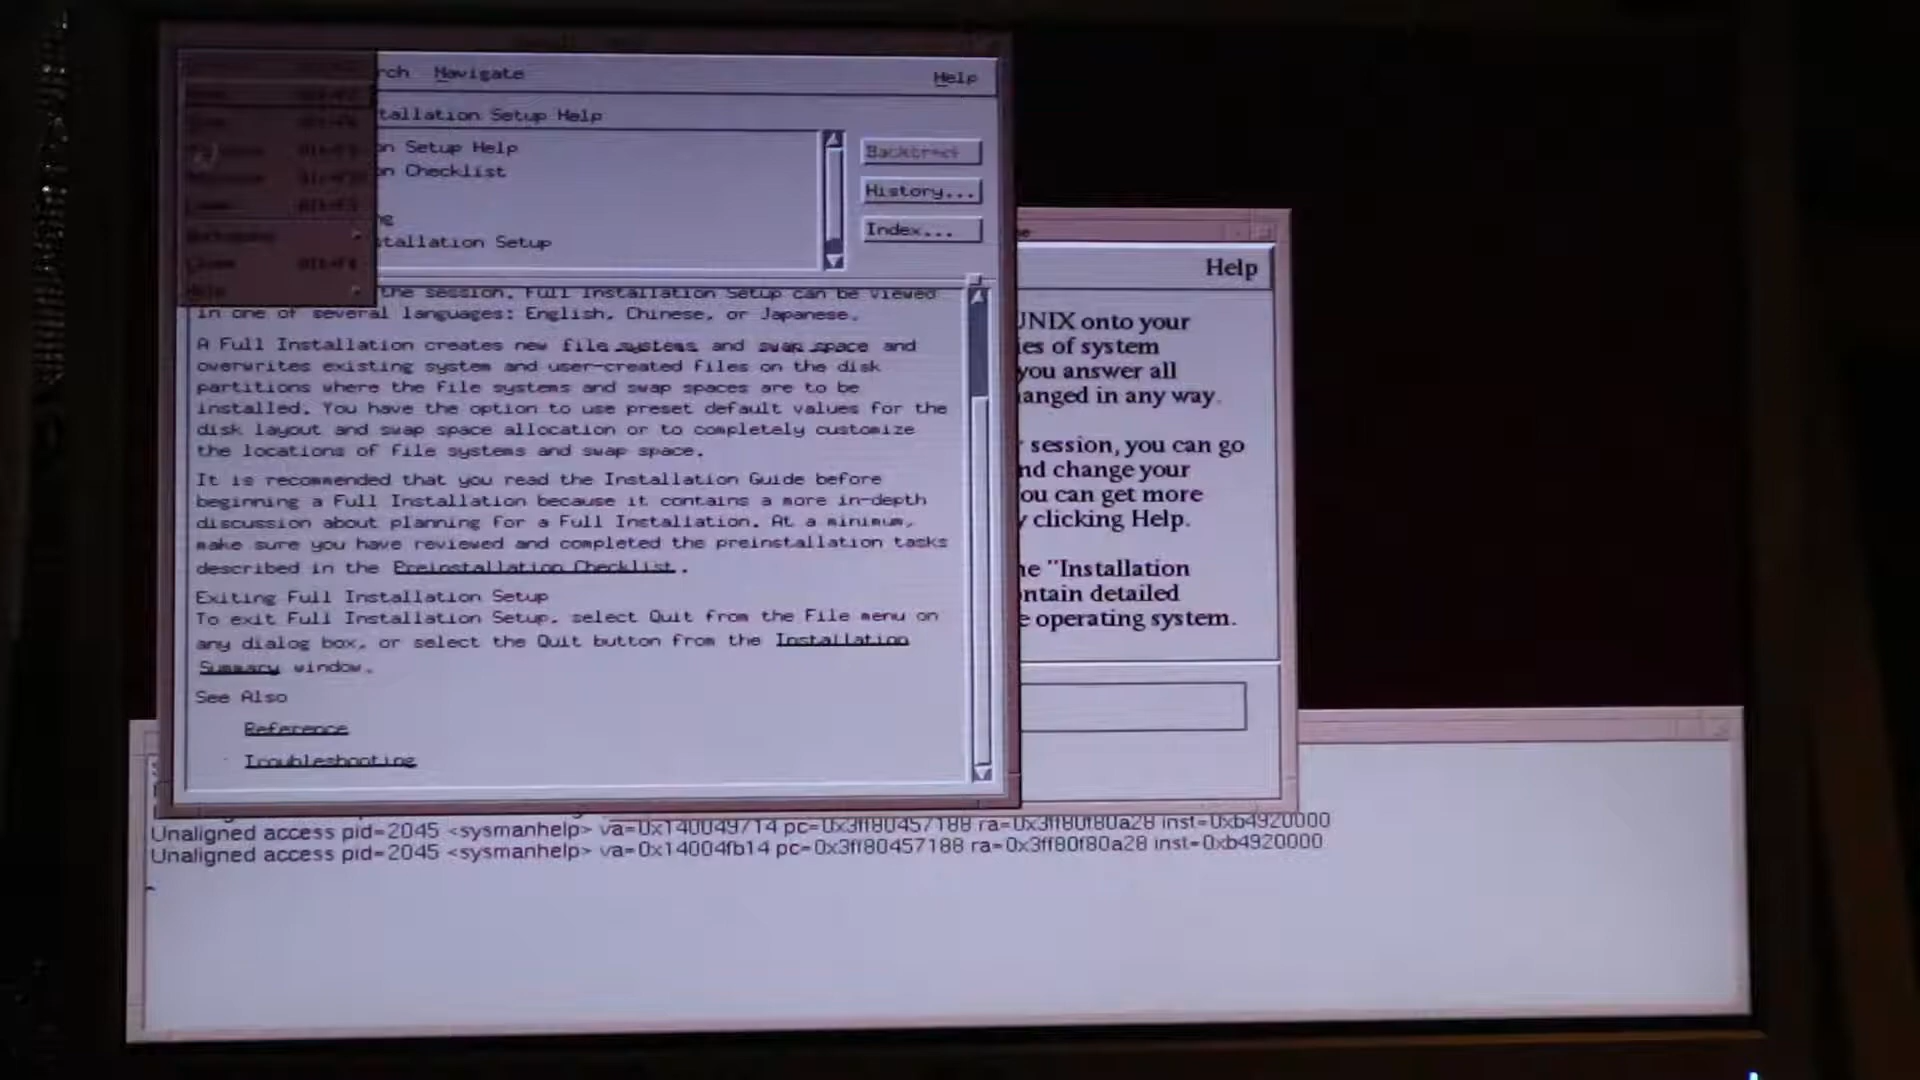 rch Navigate Help
tallation Setup Help
on Setup Help
on Checklist
ng
stallation Setup
Backtrack
History...
Index...
the session. Full Installation Setup can be viewed
in one of several languages: English, Chinese, or Japanese.
A Full Installation creates new file systems and swap space and
overwrites existing system and user-created files on the disk
partitions where the file systems and swap spaces are to be
installed. You have the option to use preset default values for the
disk layout and swap space allocation or to completely customize
the locations of file systems and swap space.
It is recommended that you read the Installation Guide before
beginning a Full Installation because it contains a more in-depth
discussion about planning for a Full Installation. At a minimum,
make sure you have reviewed and completed the preinstallation tasks
described in the Preinstallation Checklist.
Exiting Full Installation Setup
To exit Full Installation Setup, select Quit from the File menu on
any dialog box, or select the Quit button from the Installation
Summary window.
See Also
Reference
Troubleshooting
Help
UNIX onto your
ies of system
you answer all
anged in any way.
session, you can go
nd change your
ou can get more
y clicking Help.
he "Installation
ntain detailed
e operating system.
Unaligned access pid=2045 <sysmanhelp> va=0x140049714 pc=0x3ff80457188 ra=0x3ff80f80a28 inst=0xb4920000
Unaligned access pid=2045 <sysmanhelp> va=0x14004fb14 pc=0x3ff80457188 ra=0x3ff80f80a28 inst=0xb4920000